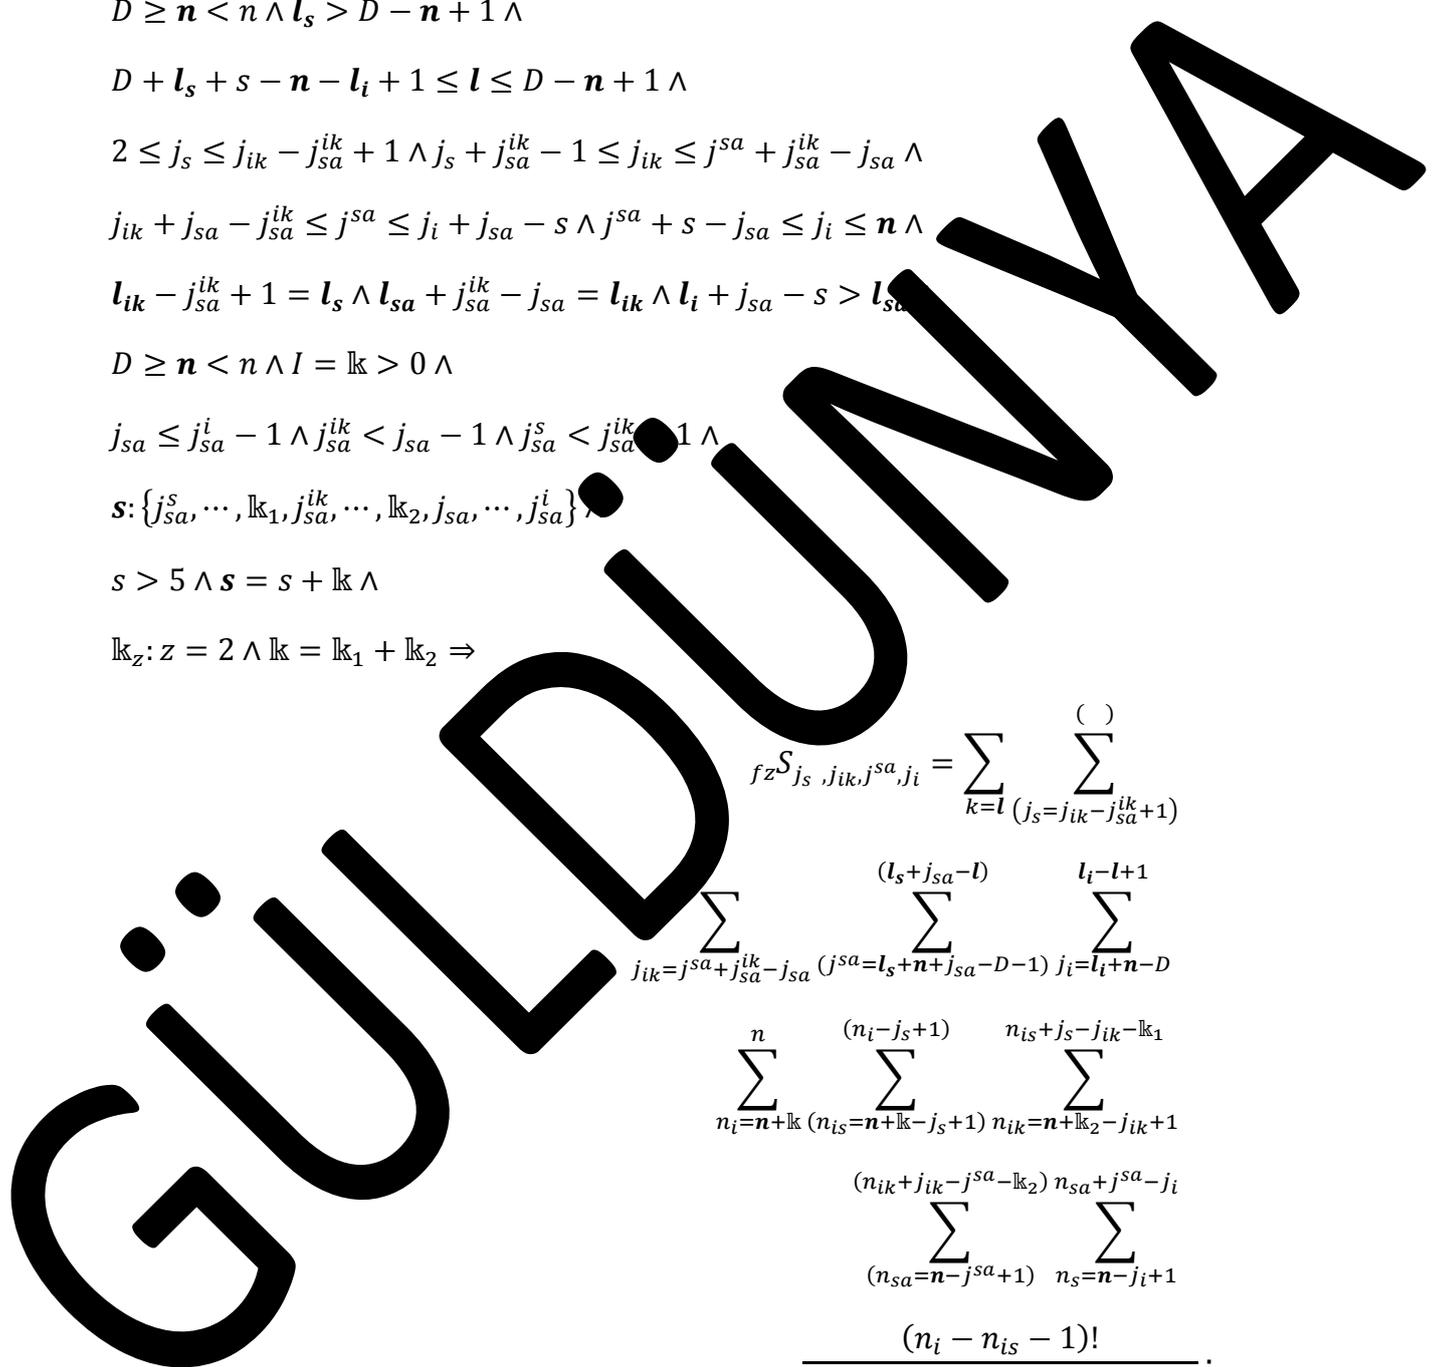 D ≥ n < n ∧ l_s > D − n + 1 ∧
D + l_s + s − n − l_i + 1 ≤ l ≤ D − n + 1 ∧
2 ≤ j_s ≤ j_{ik} − j_{sa}^{ik} + 1 ∧ j_s + j_{sa}^{ik} − 1 ≤ j_{ik} ≤ j^{sa} + j_{sa}^{ik} − j_{sa} ∧
j_{ik} + j_{sa} − j_{sa}^{ik} ≤ j^{sa} ≤ j_i + j_{sa} − s ∧ j^{sa} + s − j_{sa} ≤ j_i ≤ n ∧
l_{ik} − j_{sa}^{ik} + 1 = l_s ∧ l_{sa} + j_{sa}^{ik} − j_{sa} = l_{ik} ∧ l_i + j_{sa} − s > l_{sa}
D ≥ n < n ∧ I = 𝕜 > 0 ∧
j_{sa} ≤ j_{sa}^i − 1 ∧ j_{sa}^{ik} < j_{sa} − 1 ∧ j_{sa}^s < j_{sa}^{ik} 1 ∧
s: {j_{sa}^s, ⋯ , 𝕜_1, j_{sa}^{ik}, ⋯ , 𝕜_2, j_{sa}, ⋯ , j_{sa}^i} ∧
s > 5 ∧ s = s + 𝕜 ∧
𝕜_z: z = 2 ∧ 𝕜 = 𝕜_1 + 𝕜_2 ⇒
_{fz}S_{j_s ,j_{ik},j^{sa},j_i} = ∑_{k=l} ∑_{(j_s=j_{ik}−j_{sa}^{ik}+1)}^{( )}
∑_{j_{ik}=j^{sa}+j_{sa}^{ik}−j_{sa}} ∑_{(j^{sa}=l_s+n+j_{sa}−D−1)}^{(l_s+j_{sa}−l)} ∑_{j_i=l_i+n−D}^{l_i−l+1}
∑_{n_i=n+𝕜}^{n} ∑_{(n_{is}=n+𝕜−j_s+1)}^{(n_i−j_s+1)} ∑_{n_{ik}=n+𝕜_2−j_{ik}+1}^{n_{is}+j_s−j_{ik}−𝕜_1}
∑_{(n_{sa}=n−j^{sa}+1)}^{(n_{ik}+j_{ik}−j^{sa}−𝕜_2)} ∑_{n_s=n−j_i+1}^{n_{sa}+j^{sa}−j_i}
(n_i − n_{is} − 1)! .
GÜLDÜNYA